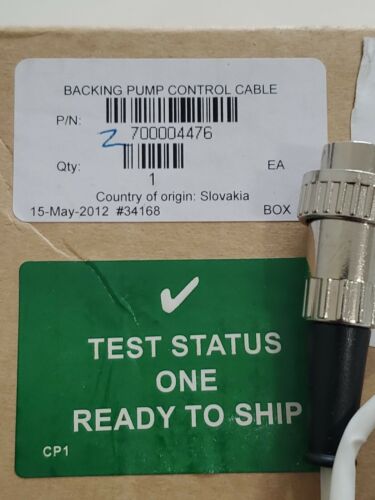 BACKING PUMP CONTROL CABLE
P/N:
2 700004476
Qty: EA
1
Country of origin: Slovakia
15-May-2012 #34168 BOX
TEST STATUS
ONE
READY TO SHIP
CP1